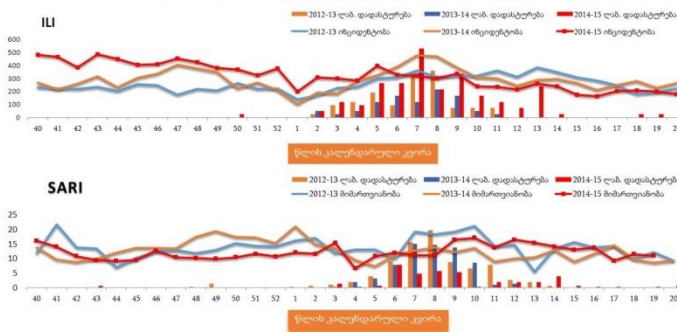 ILI
2012-13 ლაბ. დადასტურება 2013-14 ლაბ. დადასტურება 2014-15 ლაბ. დადასტურება
2012-13 ინციდენტობა 2013-14 ინციდენტობა 2014-15 ინციდენტობა
600
500
400
300
200
100
0
40 41 42 43 44 45 46 47 48 49 50 51 52 1 2 3 4 5 6 7 8 9 10 11 12 13 14 15 16 17 18 19 20
წლის კალენდარული კვირა
SARI
2012-13 ლაბ. დადასტურება 2013-14 ლაბ. დადასტურება 2014-15 ლაბ. დადასტურება
2012-13 მიმართვიანობა 2013-14 მიმართვიანობა 2014-15 მიმართვიანობა
25
20
15
10
5
0
40 41 42 43 44 45 46 47 48 49 50 51 52 1 2 3 4 5 6 7 8 9 10 11 12 13 14 15 16 17 18 19 20
წლის კალენდარული კვირა